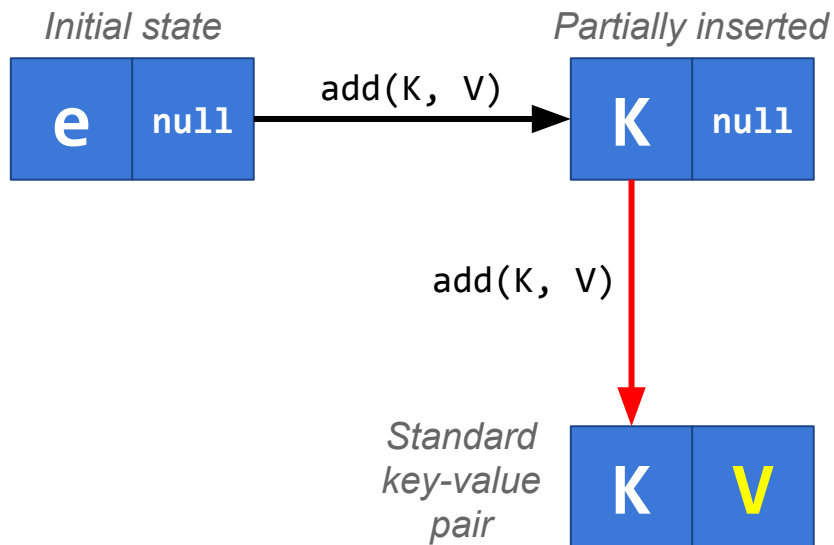 Initial state
Partially inserted
e null
add(K, V)
K null
add(K, V)
Standard
key-value
pair
K V